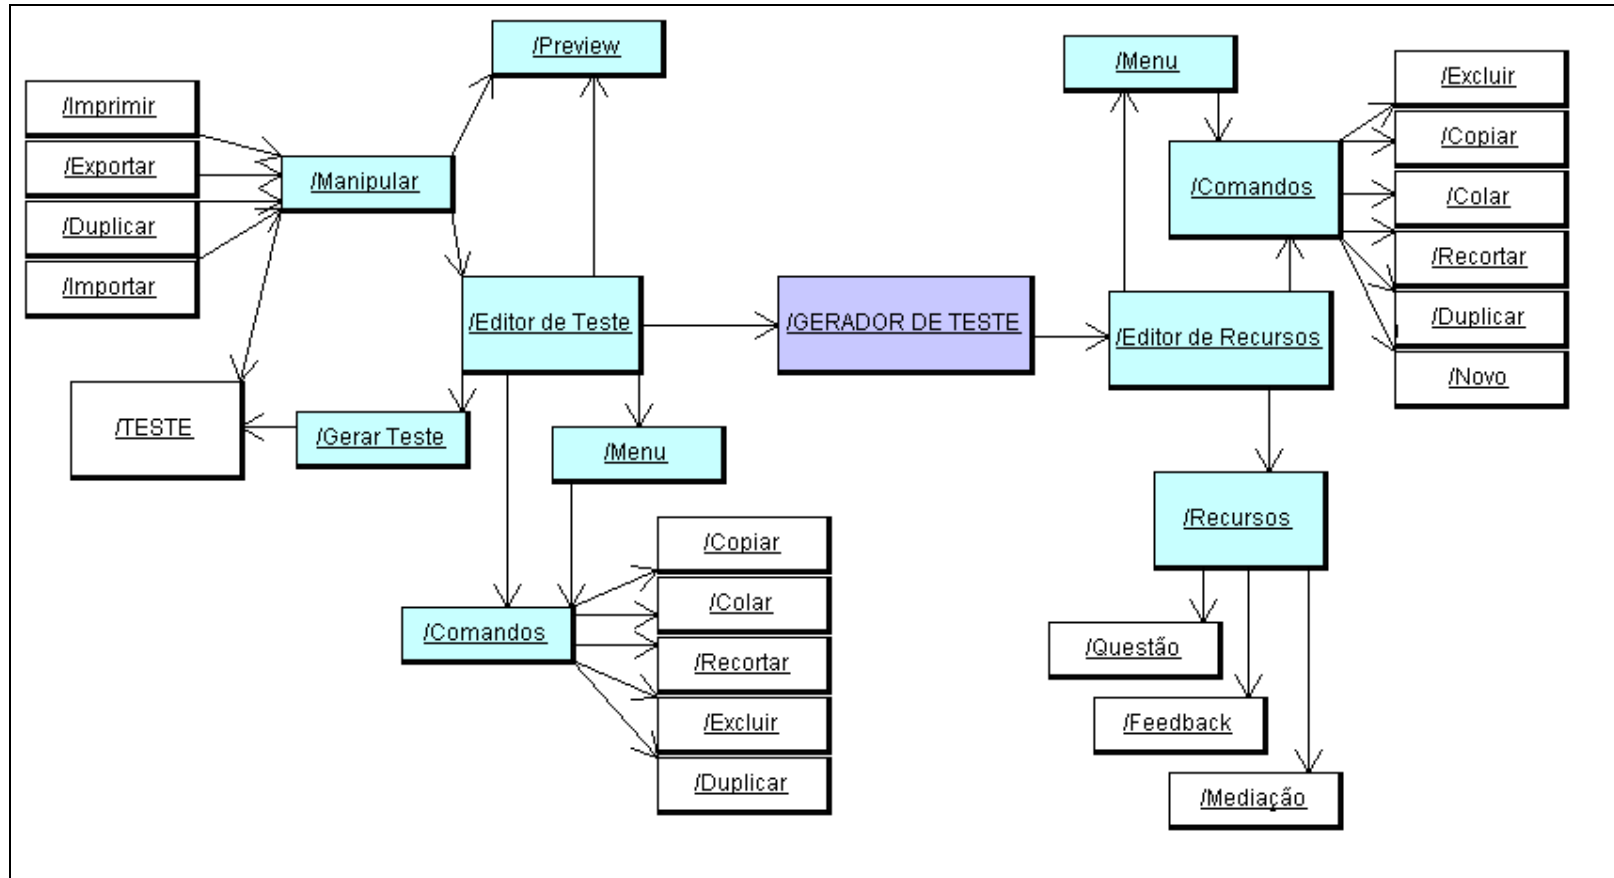 /Preview
/Imprimir
/Exportar
/Duplicar
/Importar
/Manipular
/Editor de Teste
/GERADOR DE TESTE
/TESTE
/Gerar Teste
/Menu
/Comandos
/Copiar
/Colar
/Recortar
/Excluir
/Duplicar
/Menu
/Comandos
/Excluir
/Copiar
/Colar
/Recortar
/Duplicar
/Novo
/Editor de Recursos
/Recursos
/Questão
/Feedback
/Mediação